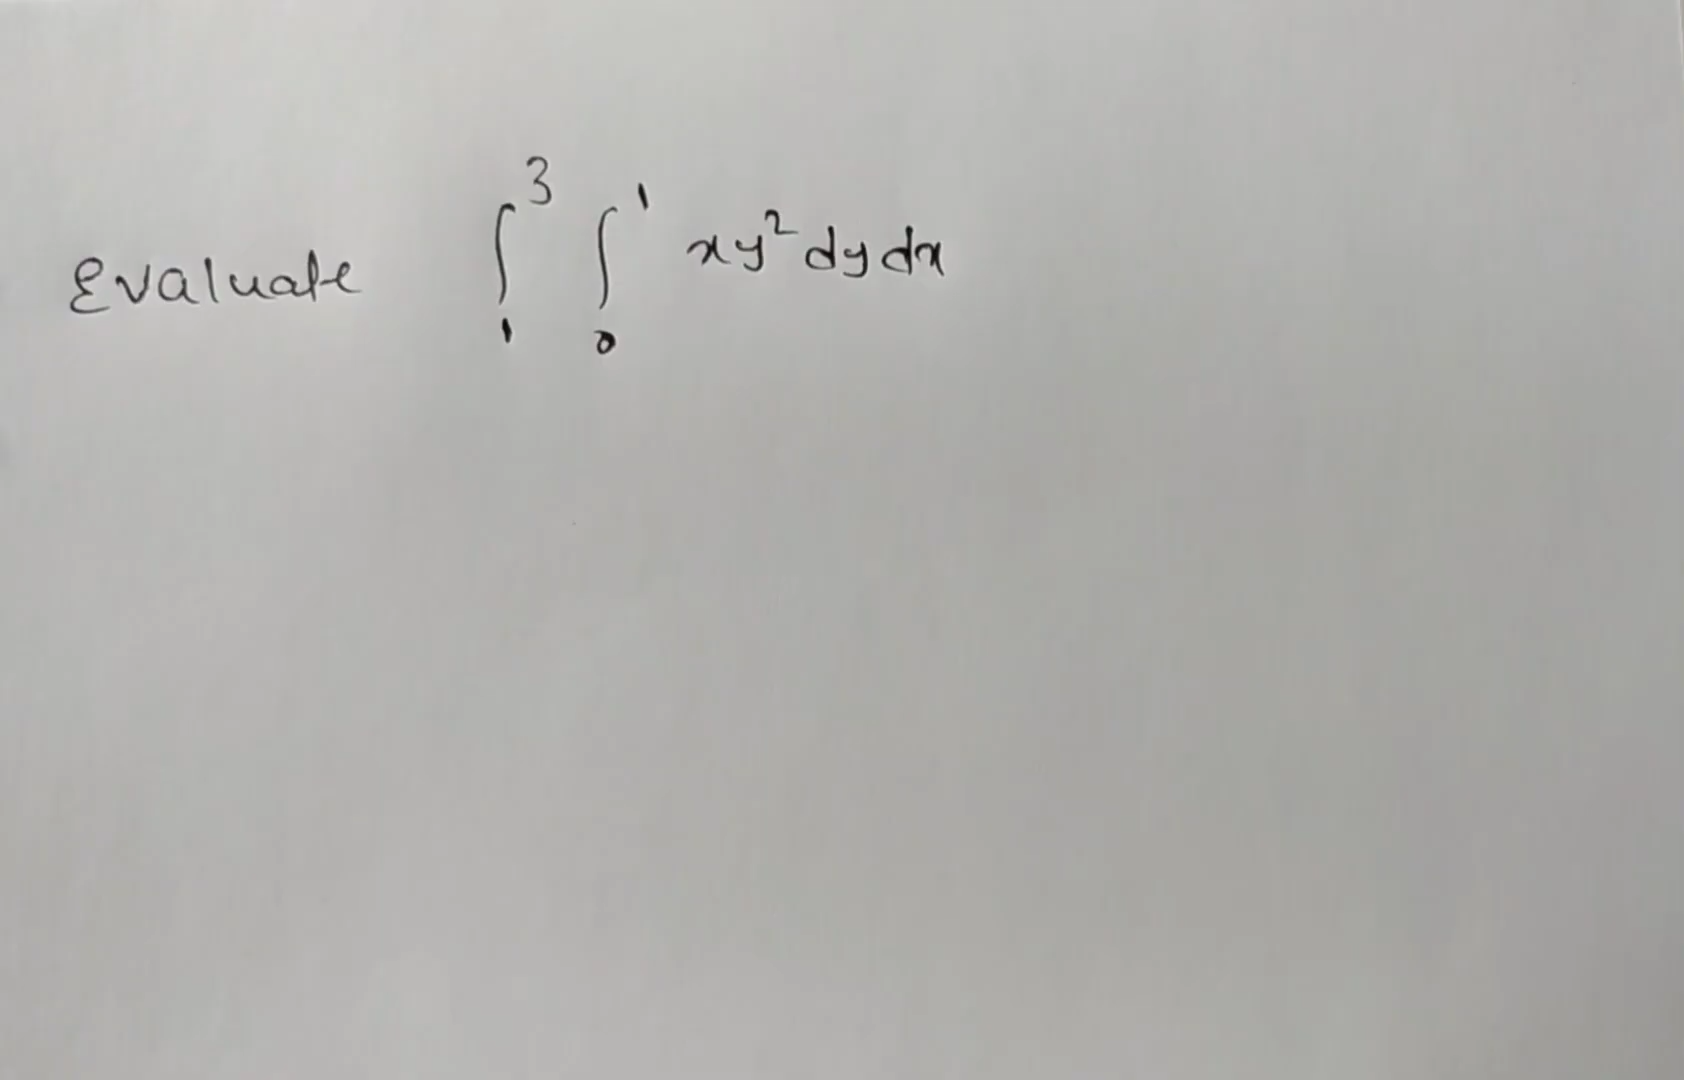 Evaluate ∫₁³ ∫₀¹ xy² dy dx